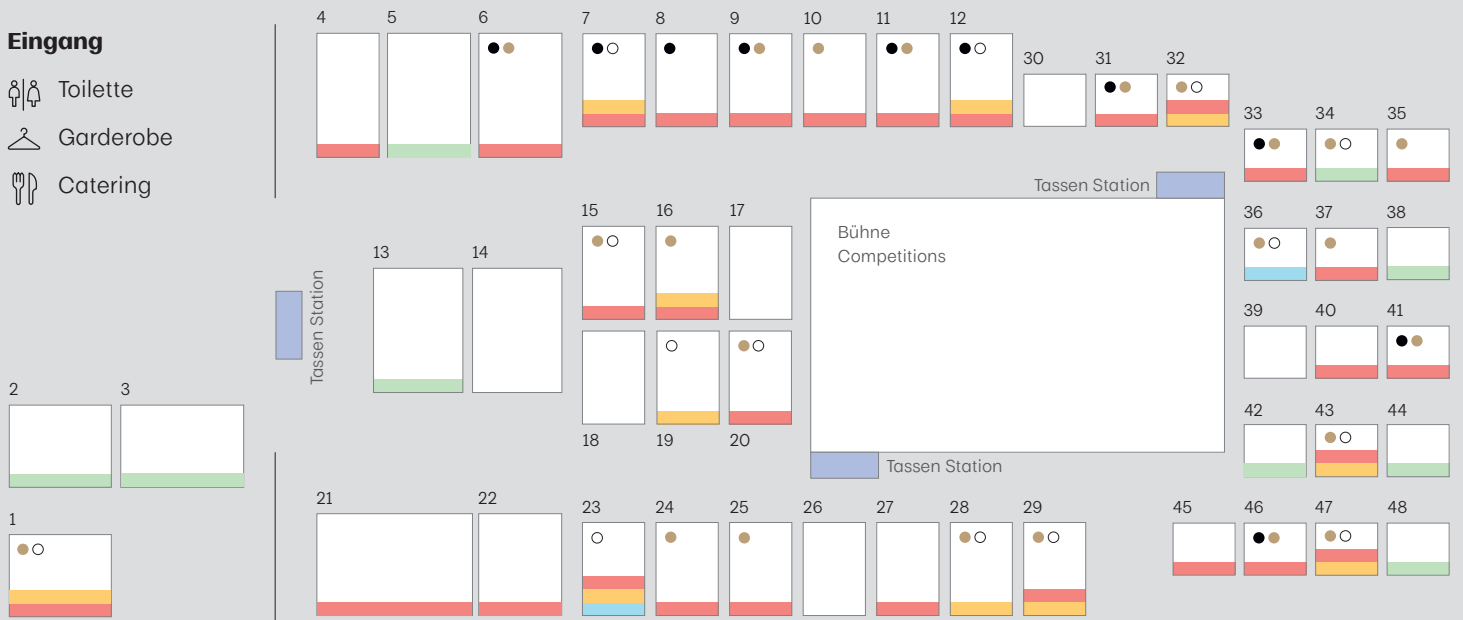 Eingang
Toilette
Garderobe
Catering
4 5 6 7 8 9 10 11 12
30 31 32
33 34 35
Tassen Station
15 16 17
36 37 38
Bühne
Competitions
13 14
Tassen Station
39 40 41
2 3
42 43 44
18 19 20
Tassen Station
21 22 23 24 25 26 27 28 29
45 46 47 48
1